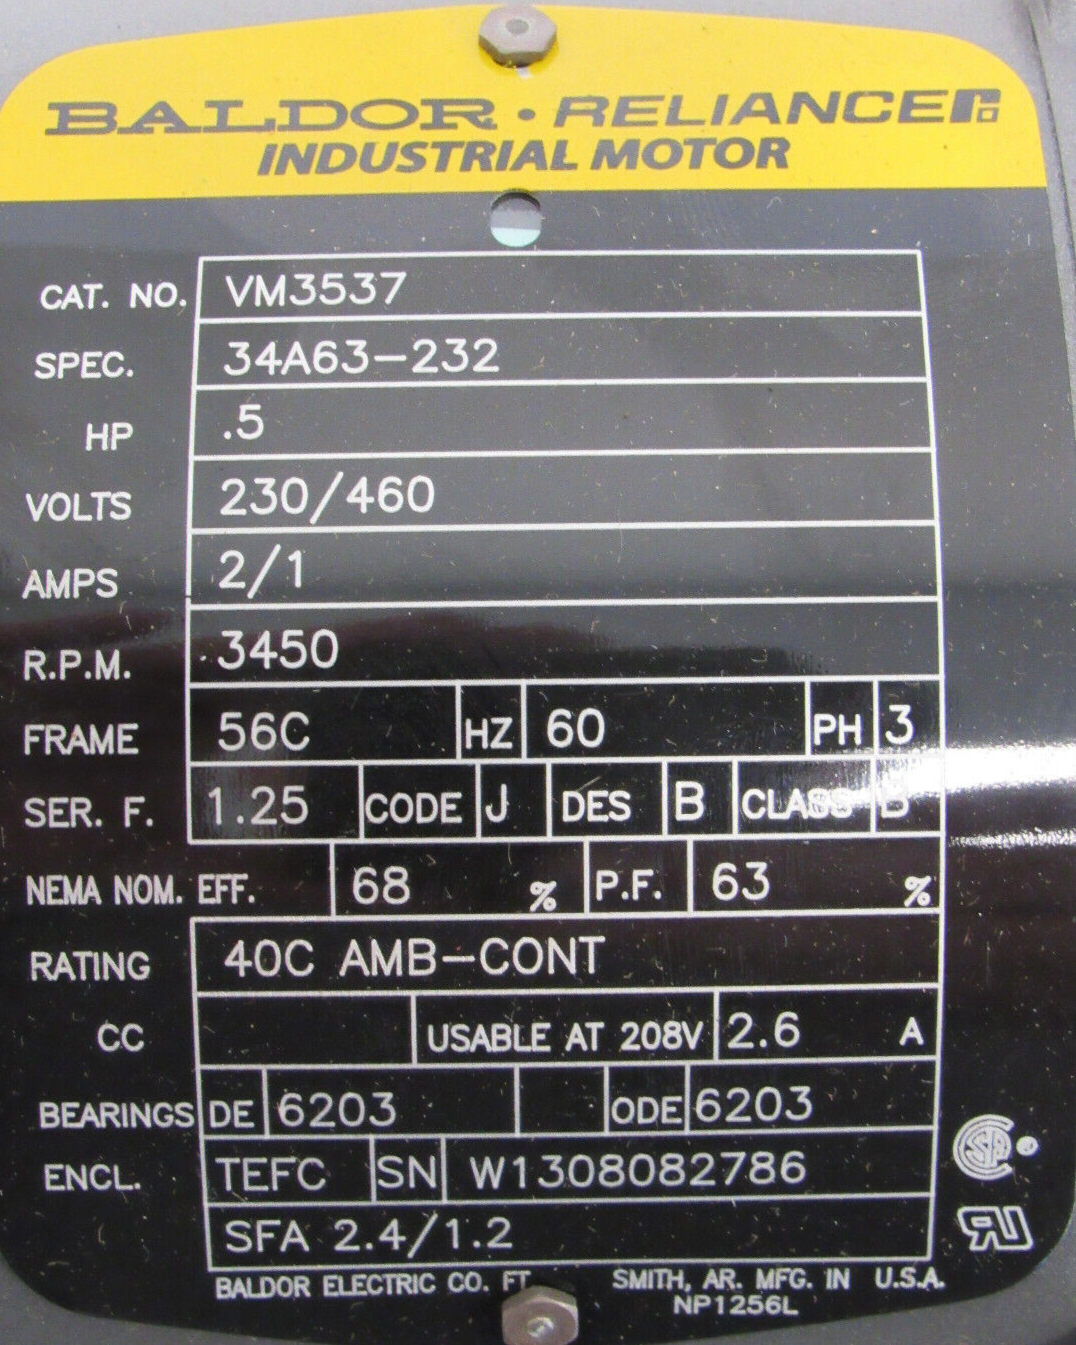 BALDOR • RELIANCE
INDUSTRIAL MOTOR
CAT. NO. VM3537
SPEC. 34A63-232
HP .5
VOLTS 230/460
AMPS 2/1
R.P.M. 3450
FRAME 56C HZ 60 PH 3
SER. F. 1.25 CODE J DES B CLASS B
NEMA NOM. EFF. 68 % P.F. 63 %
RATING 40C AMB-CONT
CC USABLE AT 208V 2.6 A
BEARINGS DE 6203 ODE 6203
ENCL. TEFC SN W1308082786
SFA 2.4/1.2
BALDOR ELECTRIC CO. FT. SMITH, AR. MFG. IN U.S.A.
NP1256L